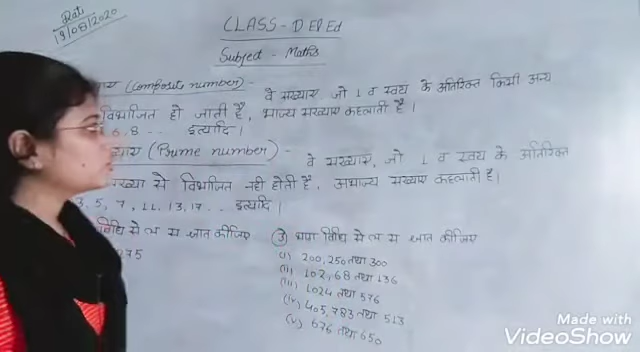 Rati
19/05/2020
CLASS - D El Ed
Subject - Maths
(Composite number) - वे संख्याएं जो 1 व स्वयं के अतिरिक्त किसी अन्य
विभाजित हो जाती है, भाज्य संख्याएं कहलाती है।
6, 8 .. इत्यादि।
(Prime number) - वे संख्याएं, जो 1 व स्वयं के अतिरिक्त
संख्या से विभाजित नही होती है, अभाज्य संख्याएं कहलाती है।
3, 5, 7, 11, 13, 17 .. इत्यादि।
विधि से ल स ज्ञात कीजिए
275
③ भाग विधि से ल स ज्ञात कीजिए
(i) 200, 250 तथा 300
(ii) 102, 68 तथा 136
(iii) 1024 तथा 576
(iv) 405, 783 तथा 513
(v) 676 तथा 650
Made with
VideoShow